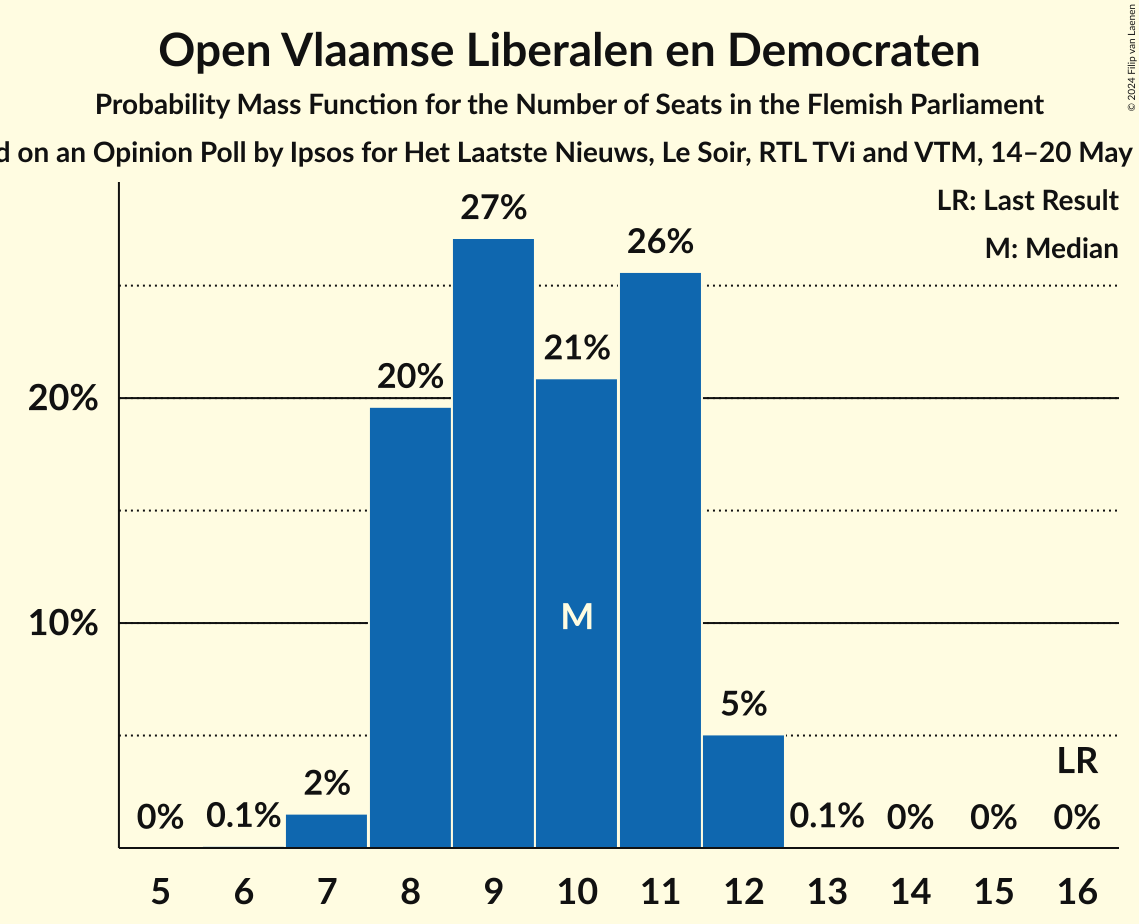 Open Vlaamse Liberalen en Democraten
Probability Mass Function for the Number of Seats in the Flemish Parliament
on an Opinion Poll by Ipsos for Het Laatste Nieuws, Le Soir, RTL TVi and VTM, 14–20 May
© 2024 Filip van Laenen
LR: Last Result
M: Median
27%
26%
21%
20%
20%
10%
M
5%
2%
LR
0% 0.1% 0.1% 0% 0% 0%
5 6 7 8 9 10 11 12 13 14 15 16